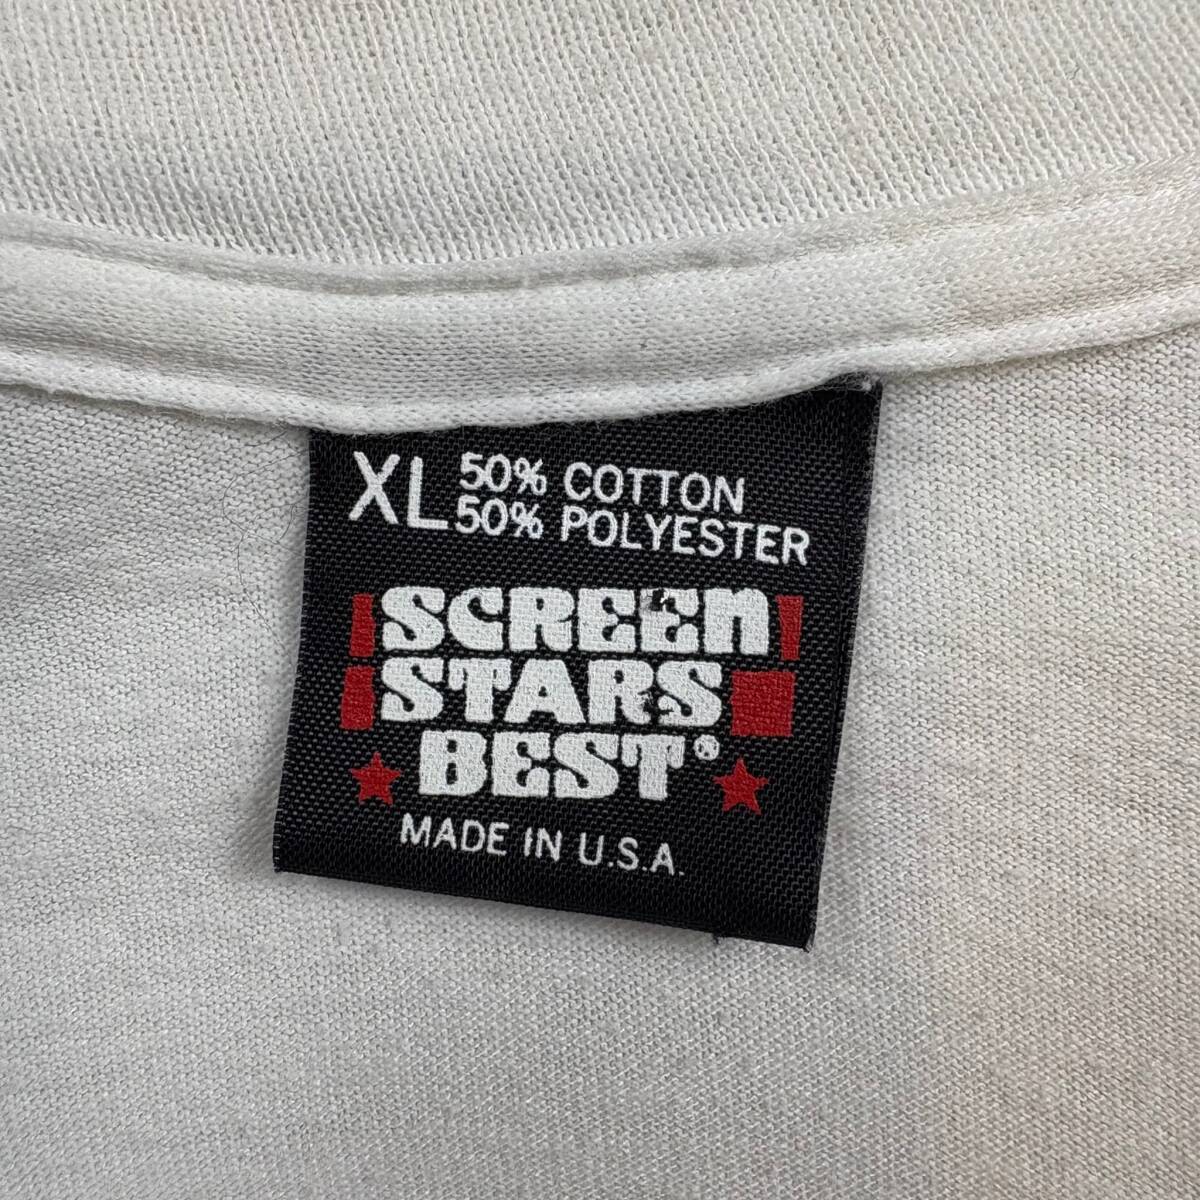 XL 50% COTTON
50% POLYESTER
SCREEN
STARS
BEST®
MADE IN U.S.A.